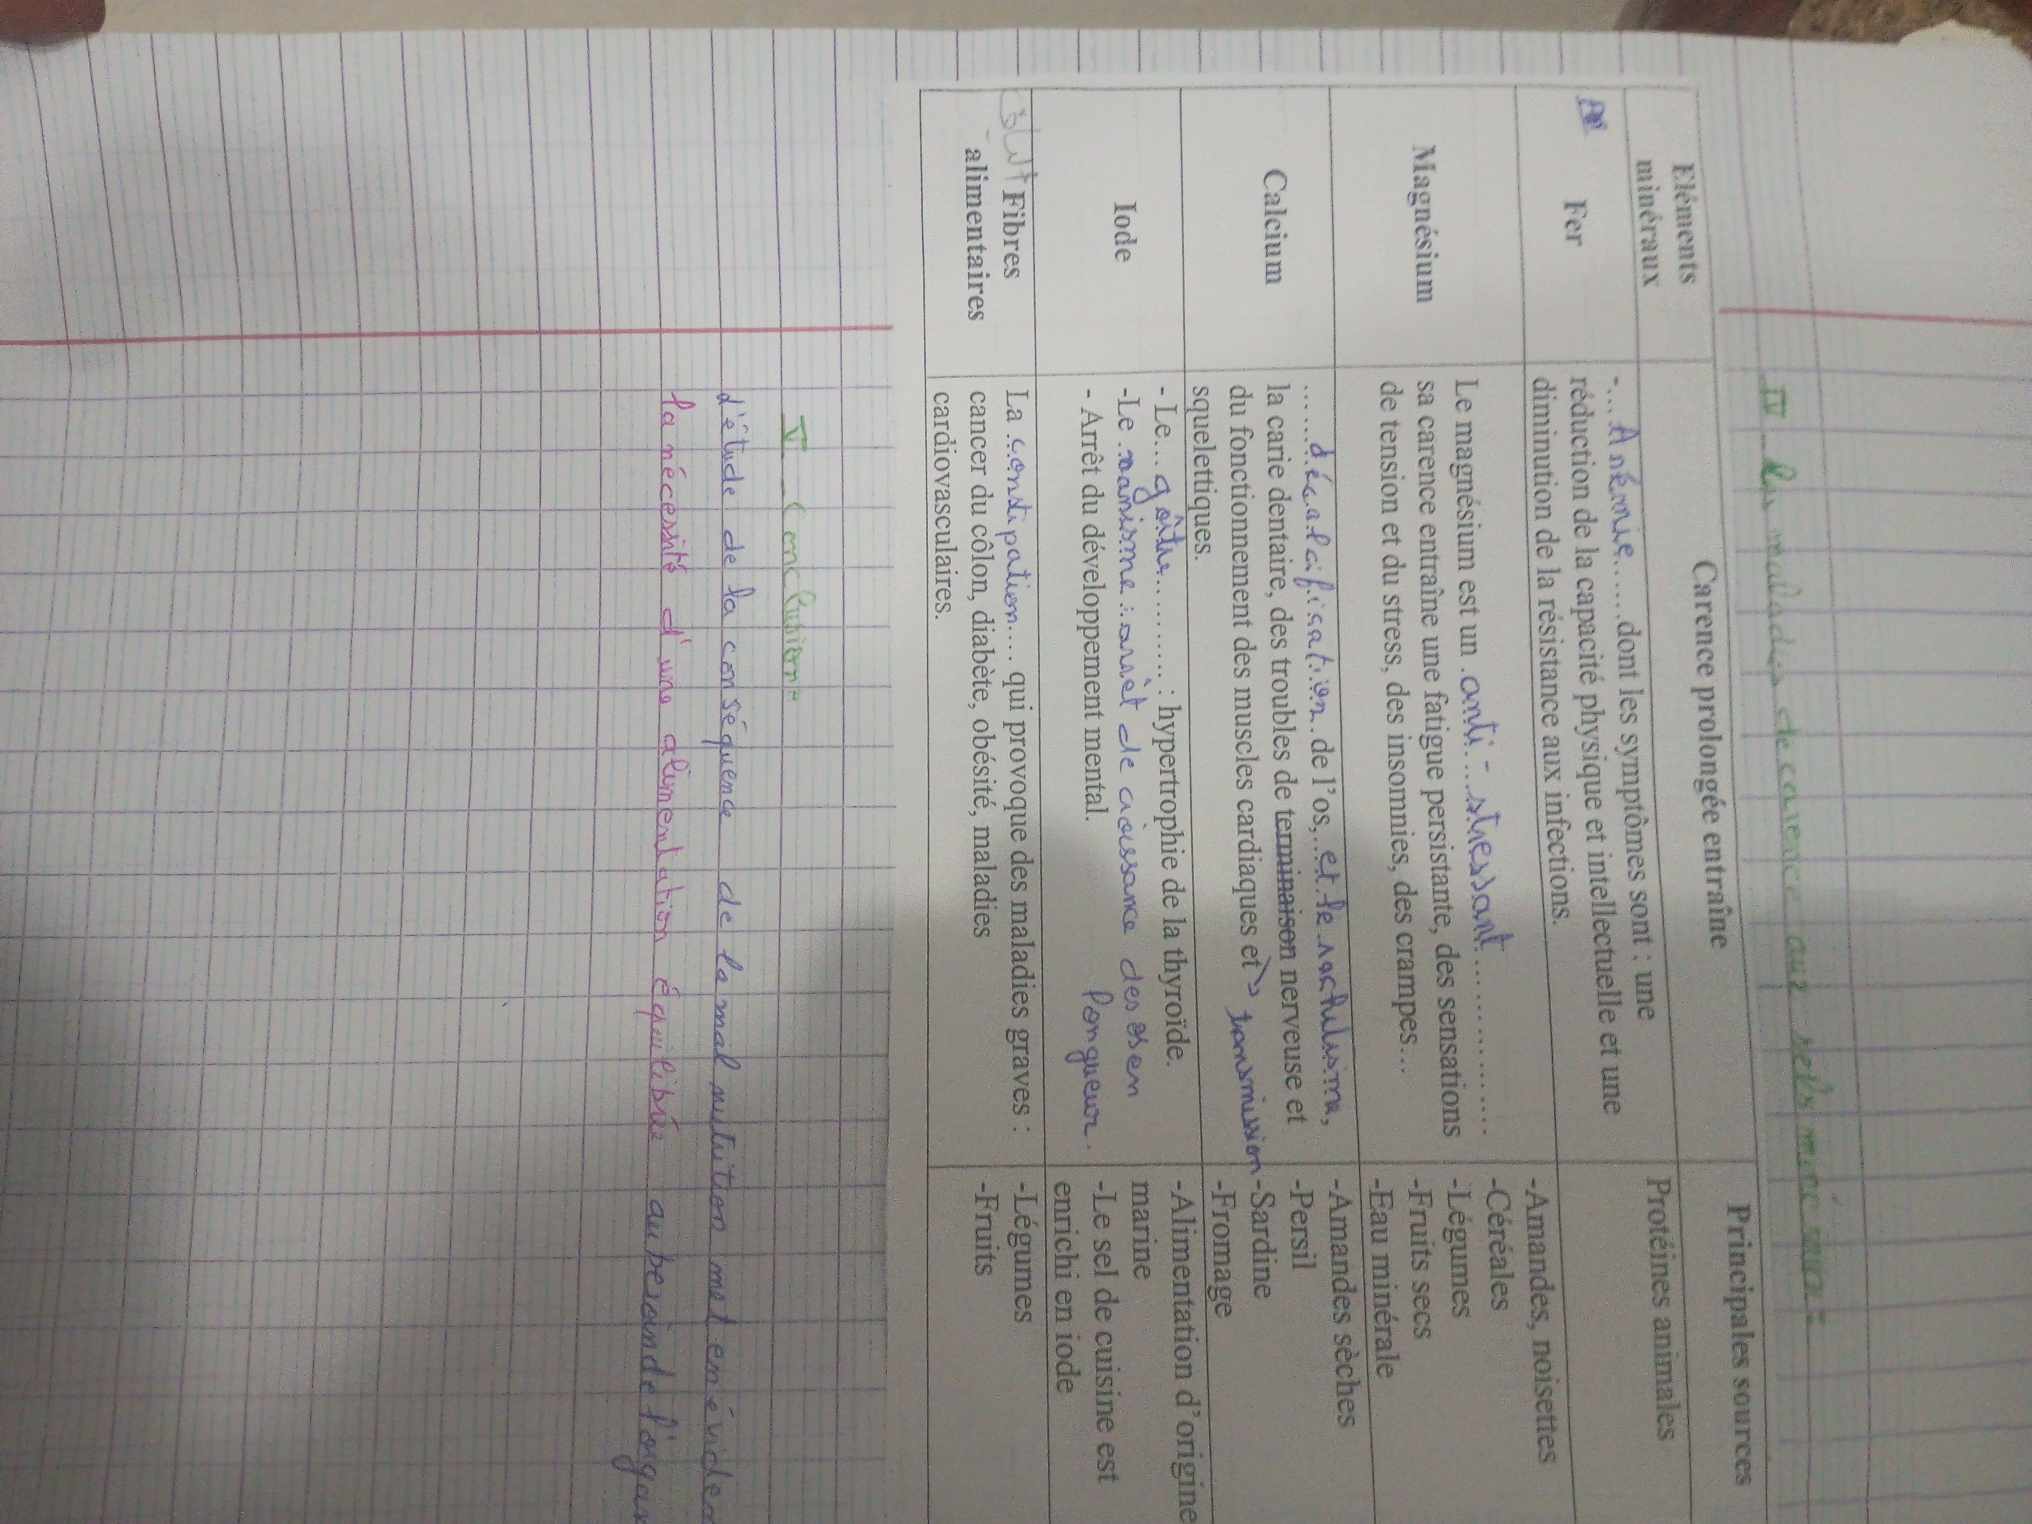 IV - Les maladies de carence aux sels minéraux =
Eléments minéraux
Carence prolongée entraîne
Principales sources
Fer
-...Anémie......dont les symptômes sont : une
réduction de la capacité physique et intellectuelle et une
diminution de la résistance aux infections.
Protéines animales
Magnésium
Le magnésium est un .anti-stressant.................
sa carence entraîne une fatigue persistante, des sensations
de tension et du stress, des insomnies, des crampes…
-Amandes, noisettes
-Céréales
-Légumes
-Fruits secs
-Eau minérale
Calcium
......décalcification. de l'os,..et le rachitisme,
la carie dentaire, des troubles de terminaison nerveuse et
du fonctionnement des muscles cardiaques et transmission
squelettiques.
-Amandes sèches
-Persil
-Sardine
-Fromage
Iode
- Le...goître........... : hypertrophie de la thyroïde.
-Le .nanisme : arrêt de croissance des os en
longueur.
- Arrêt du développement mental.
-Alimentation d'origine
marine
-Le sel de cuisine est
enrichi en iode
Fibres
alimentaires
La .constipation.... qui provoque des maladies graves :
cancer du côlon, diabète, obésité, maladies
cardiovasculaires.
-Légumes
-Fruits
V - Conclusion =
L'étude de la conséquence de la mal nutrition met en
la nécessité d'une alimentation équilibrée au besoin de